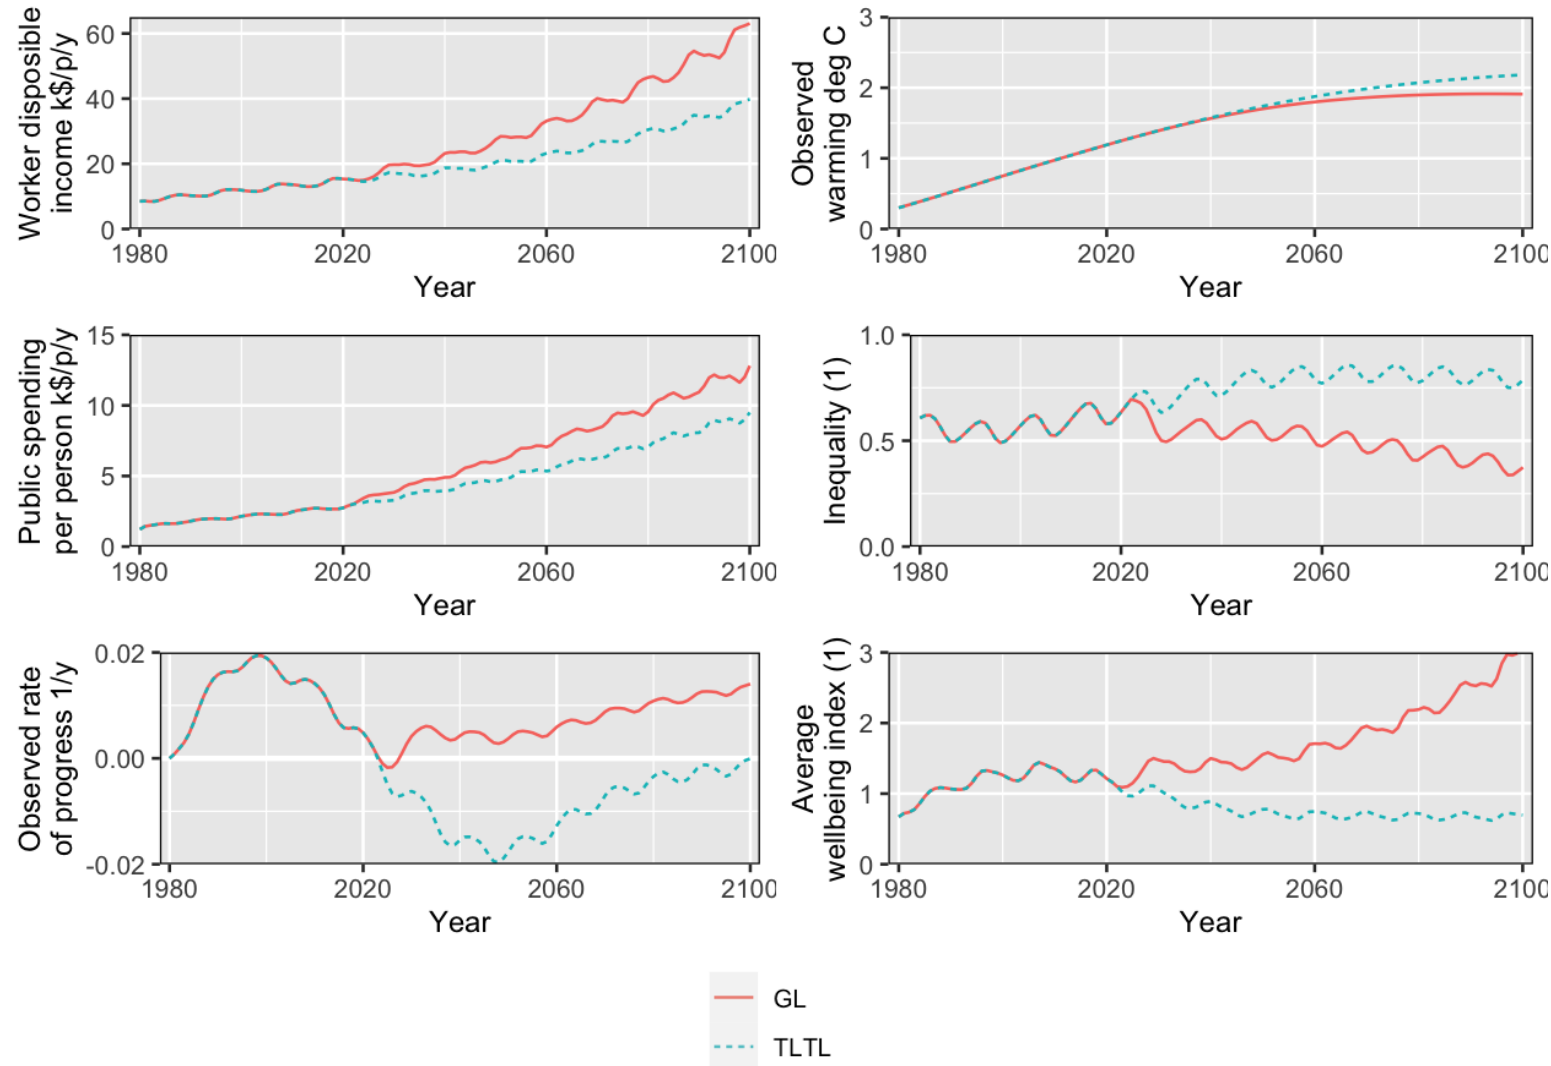 Worker disposible
income k$/p/y
60
40
20
0
1980
2020
2060
2100
Year
Observed
warming deg C
3
2
1
0
1980
2020
2060
2100
Year
Public spending
per person k$/p/y
15
10
5
0
1980
2020
2060
2100
Year
Inequality (1)
1.0
0.5
0.0
1980
2020
2060
2100
Year
Observed rate
of progress 1/y
0.02
0.00
-0.02
1980
2020
2060
2100
Year
Average
wellbeing index (1)
3
2
1
0
1980
2020
2060
2100
Year
GL
TLTL